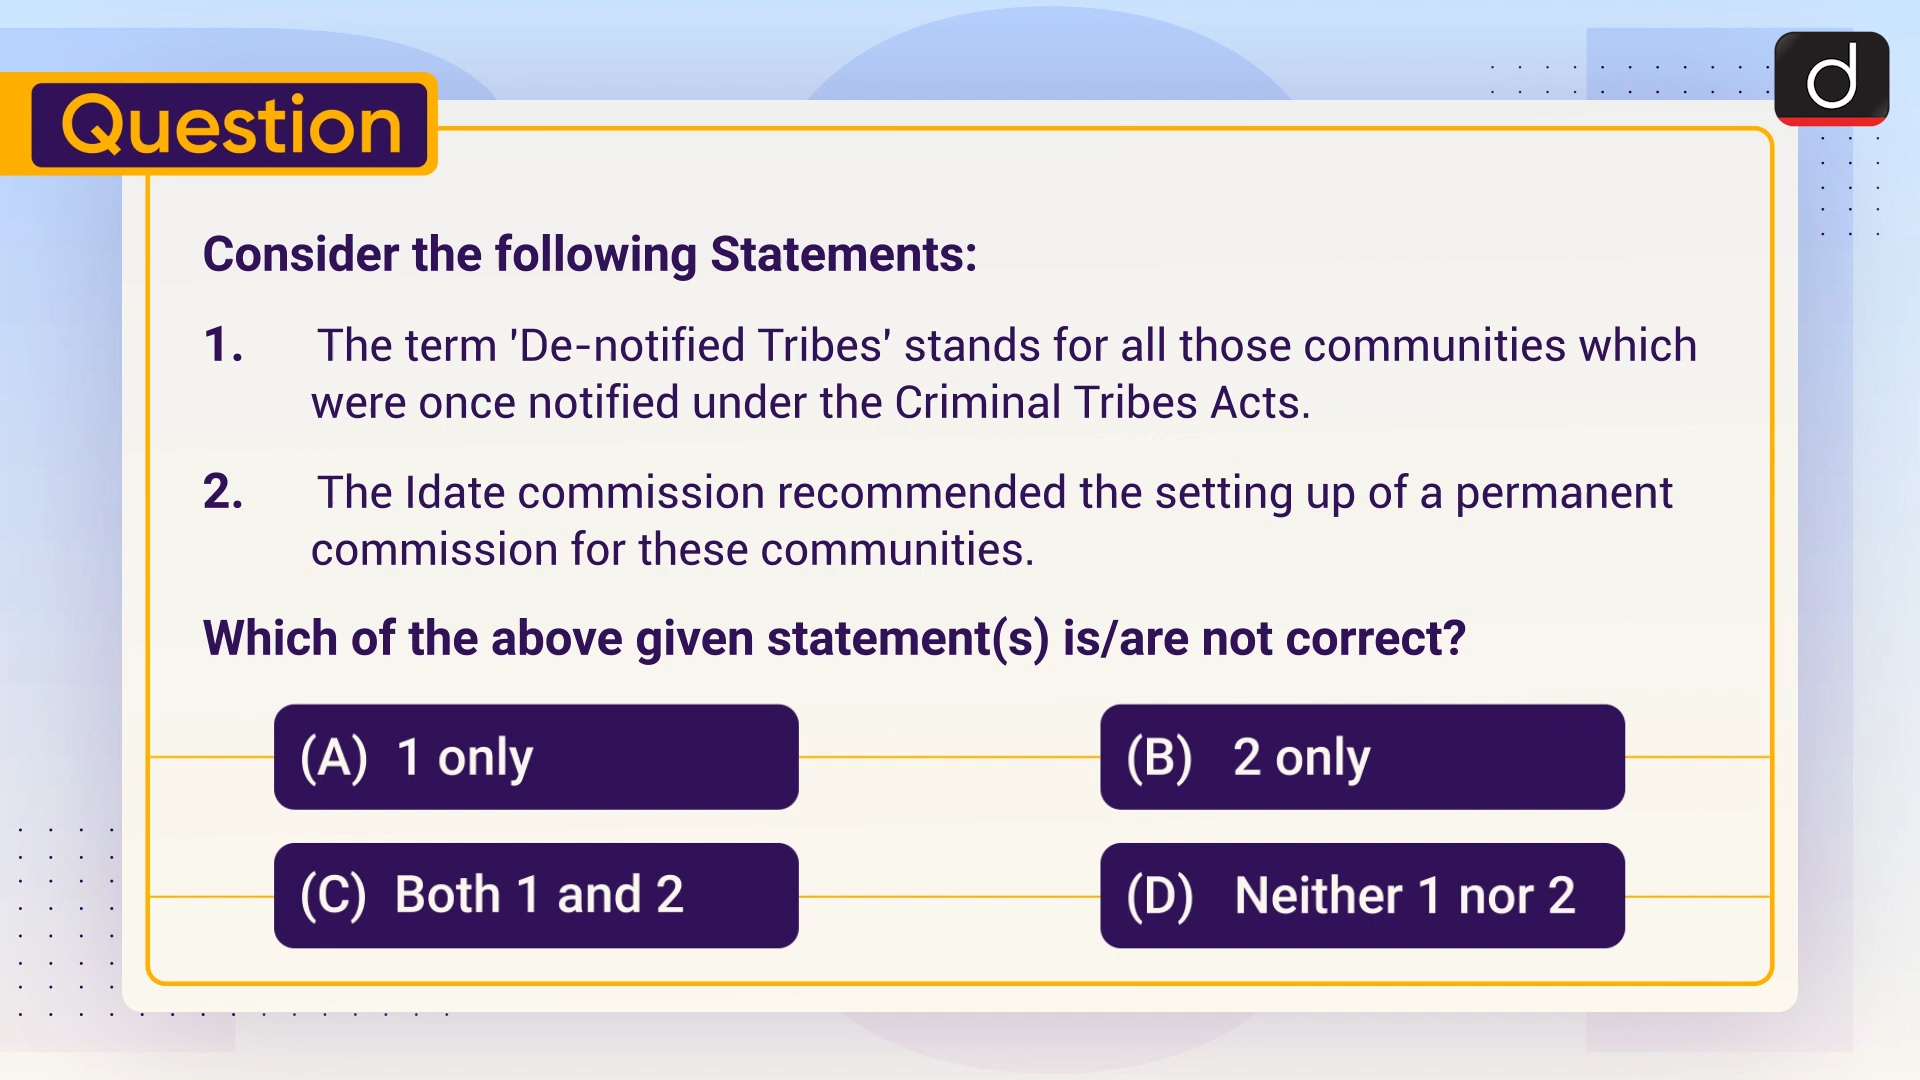 Question
Consider the following Statements:
1. The term 'De-notified Tribes' stands for all those communities which
were once notified under the Criminal Tribes Acts.
2. The Idate commission recommended the setting up of a permanent
commission for these communities.
Which of the above given statement(s) is/are not correct?
(A) 1 only
(B) 2 only
(C) Both 1 and 2
(D) Neither 1 nor 2
d